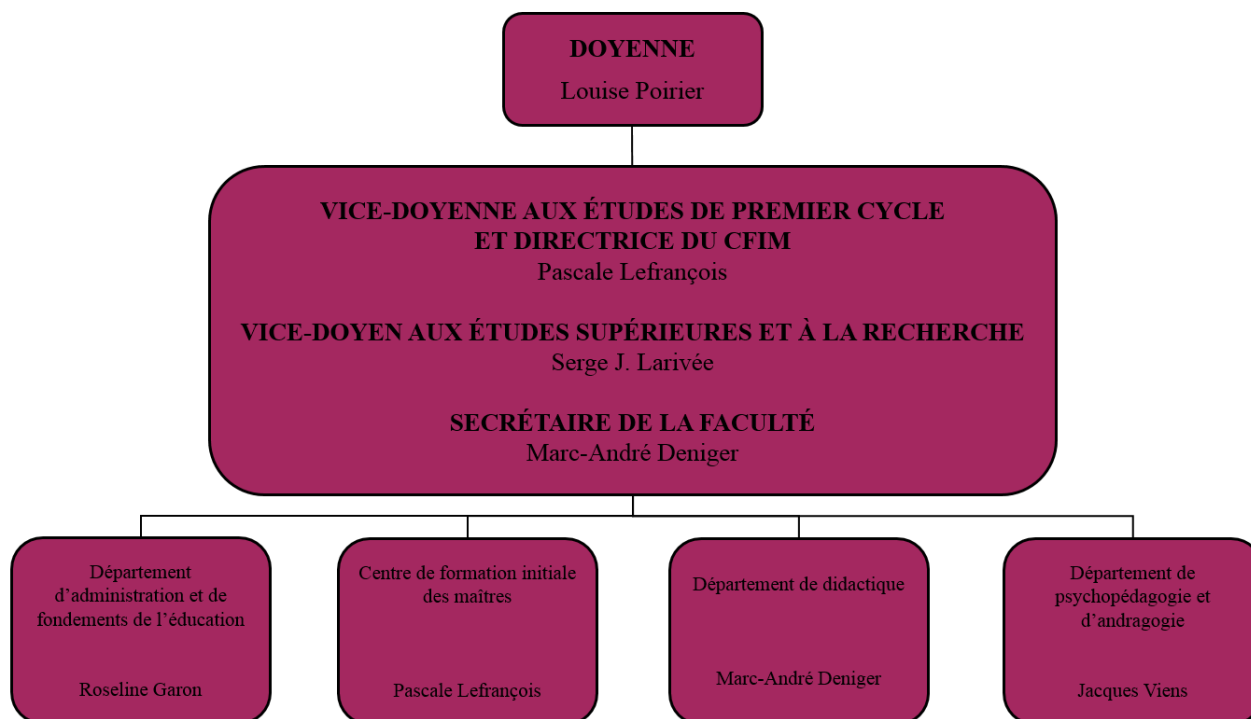 DOYENNE
Louise Poirier
VICE-DOYENNE AUX ÉTUDES DE PREMIER CYCLE
ET DIRECTRICE DU CFIM
Pascale Lefrançois
VICE-DOYEN AUX ÉTUDES SUPÉRIEURES ET À LA RECHERCHE
Serge J. Larivée
SECRÉTAIRE DE LA FACULTÉ
Marc-André Deniger
Département
d’administration et de
fondements de l’éducation
Roseline Garon
Centre de formation initiale
des maîtres
Pascale Lefrançois
Département de didactique
Marc-André Deniger
Département de
psychopédagogie et
d’andragogie
Jacques Viens